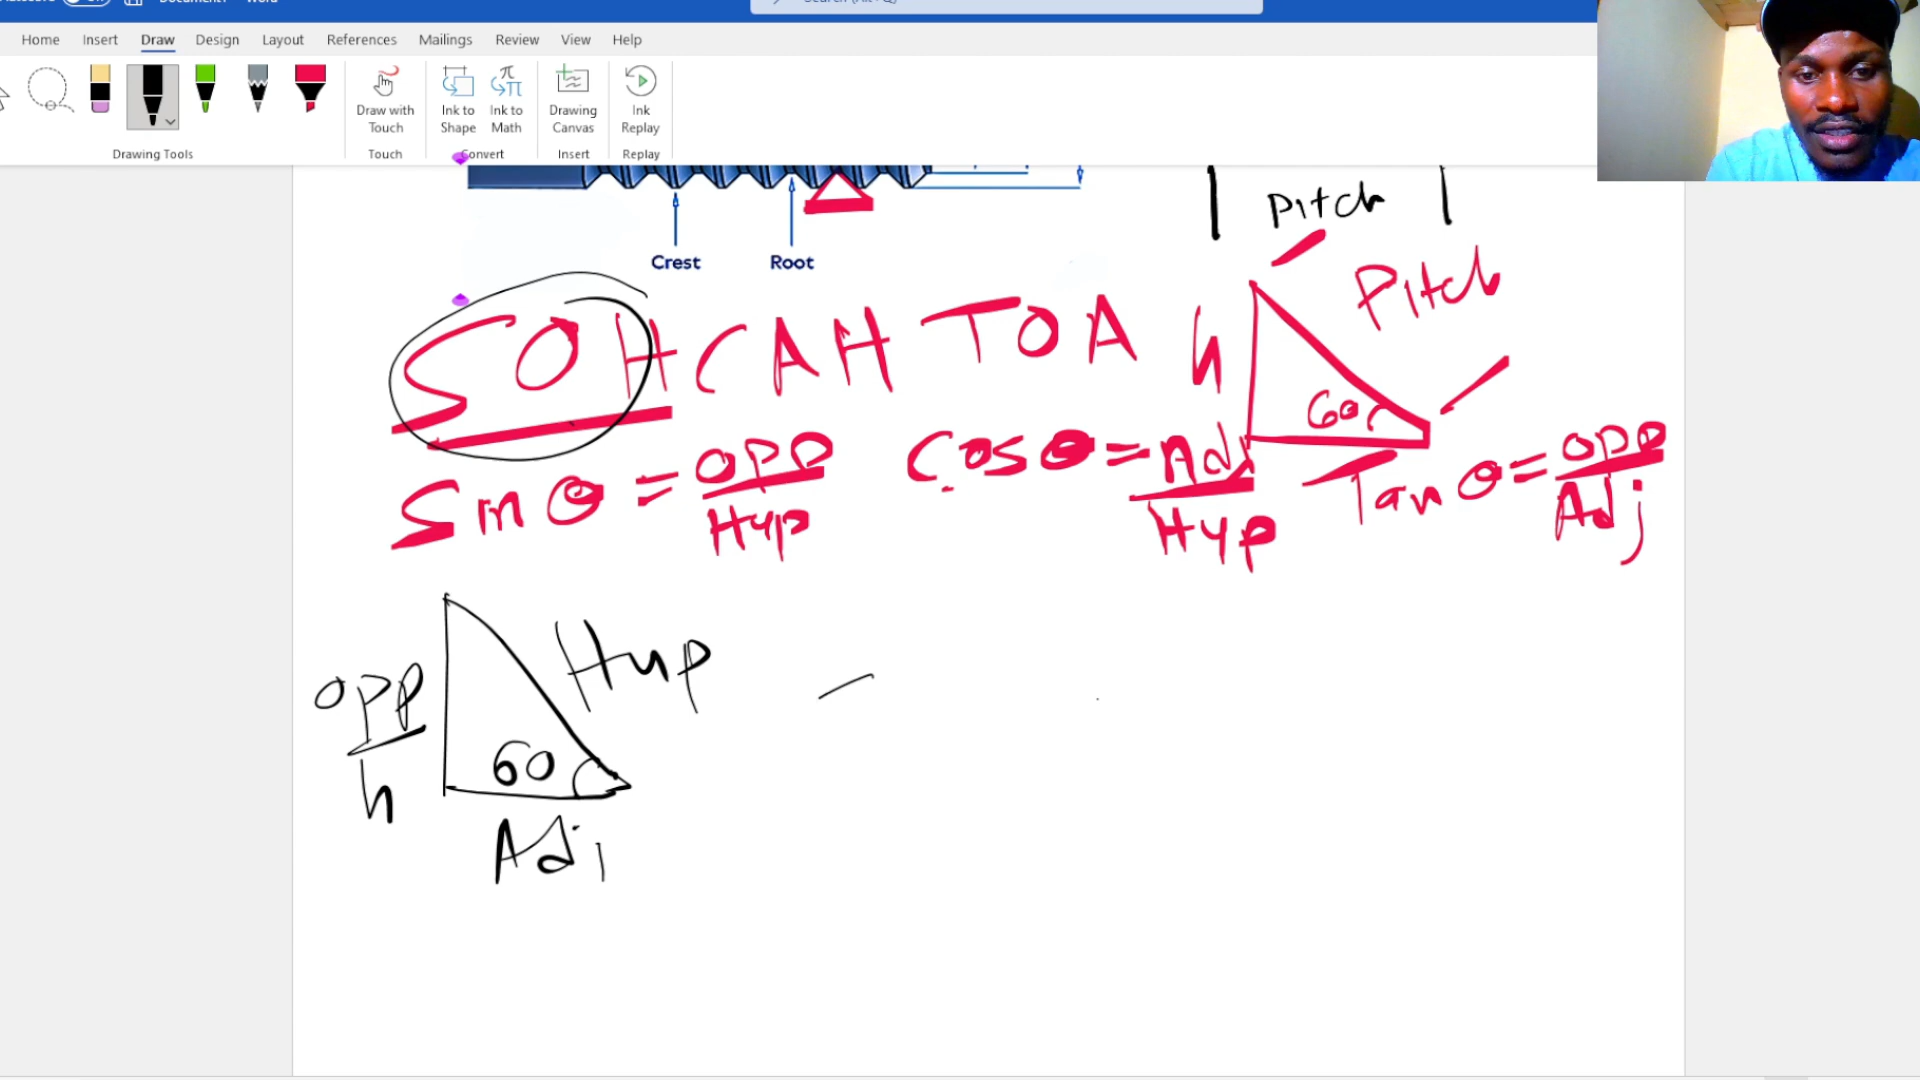 Home Insert Draw Design Layout References Mailings Review View Help
Draw with Touch
Ink to Shape
Ink to Math
Drawing Canvas
Ink Replay
Drawing Tools Touch Convert Insert Replay
Pitch
Crest Root
Pitch
SOH CAH TOA h
60
Sin θ = opp/Hyp Cos θ = Adj/Hyp Tan θ = opp/Adj
Hyp
opp
60
h
Adj